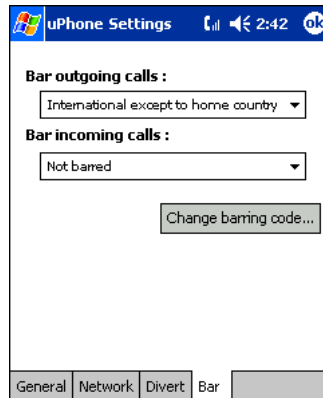 uPhone Settings 2:42 ok
Bar outgoing calls :
International except to home country
Bar incoming calls :
Not barred
Change barring code...
General Network Divert Bar